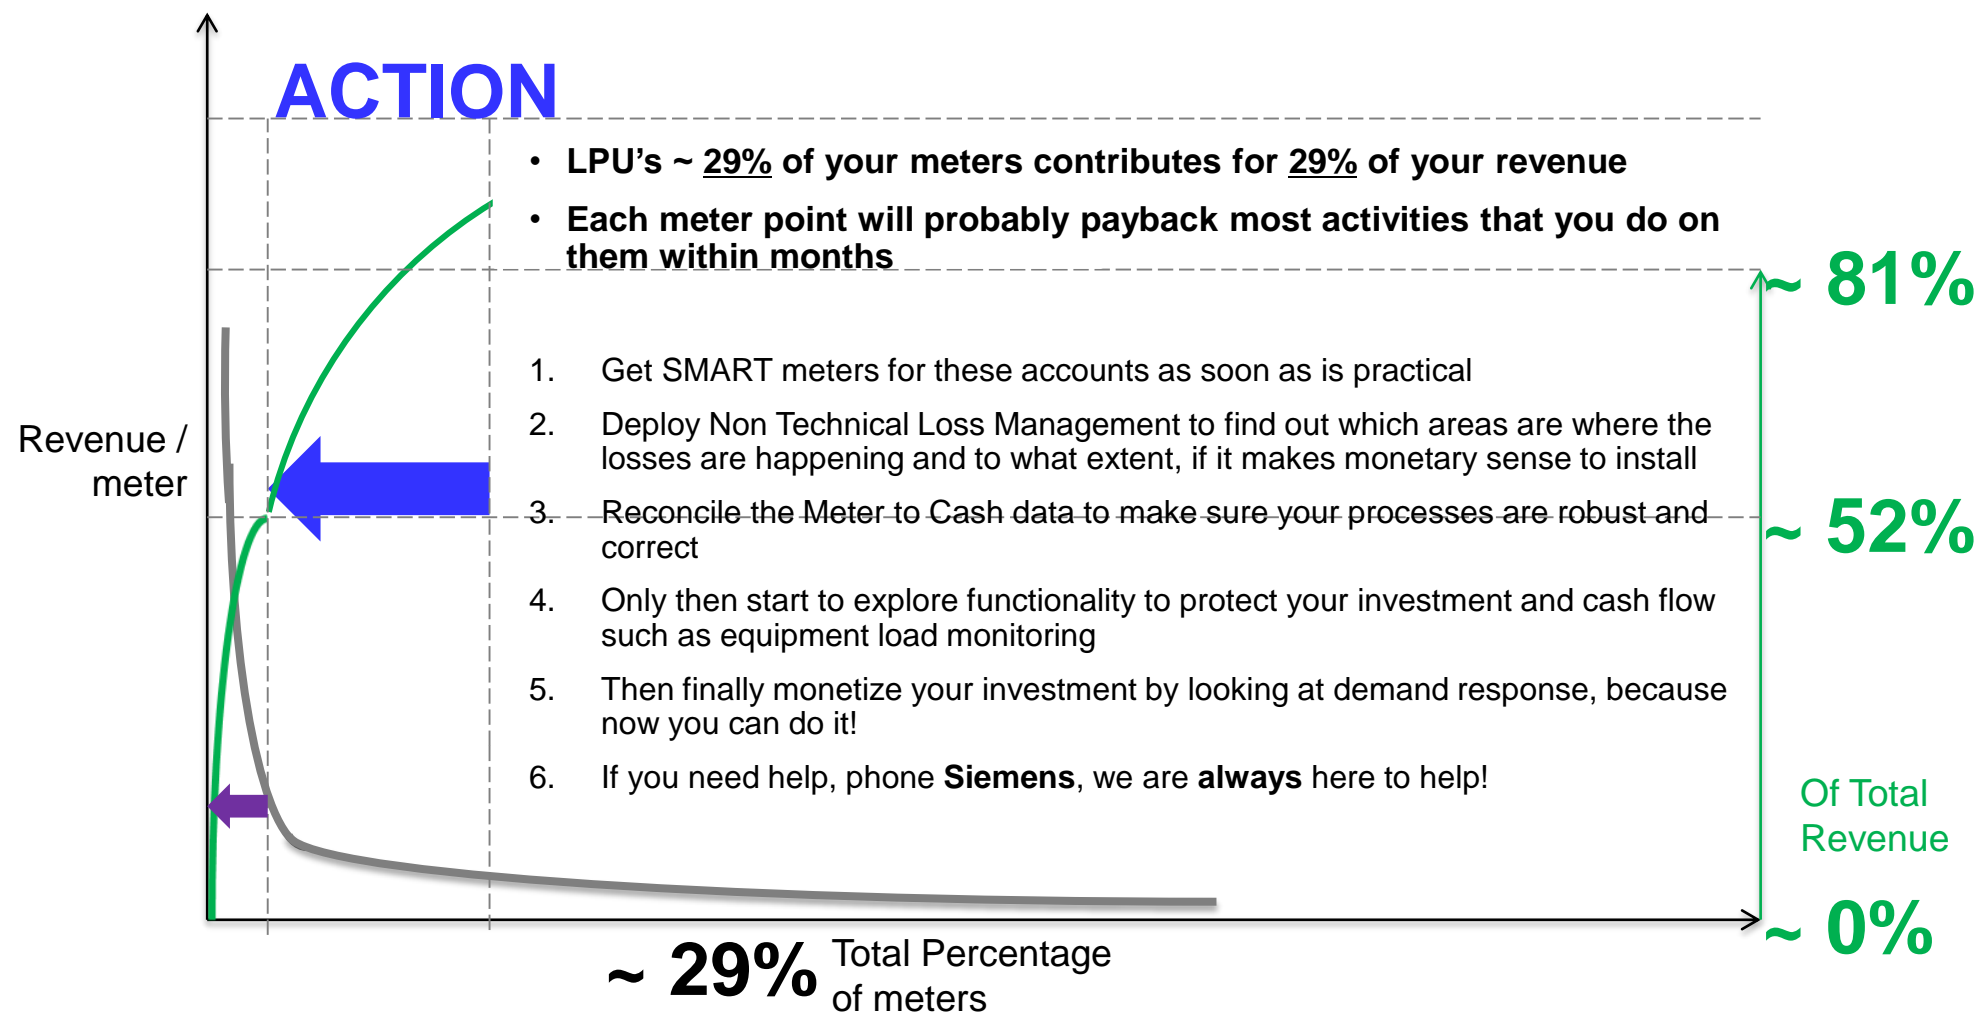 ACTION
• LPU’s ~ 29% of your meters contributes for 29% of your revenue
• Each meter point will probably payback most activities that you do on
them within months
~ 81%
1. Get SMART meters for these accounts as soon as is practical
2. Deploy Non Technical Loss Management to find out which areas are where the
losses are happening and to what extent, if it makes monetary sense to install
Revenue /
meter
3. Reconcile the Meter to Cash data to make sure your processes are robust and
correct
~ 52%
4. Only then start to explore functionality to protect your investment and cash flow
such as equipment load monitoring
5. Then finally monetize your investment by looking at demand response, because
now you can do it!
6. If you need help, phone Siemens, we are always here to help!
Of Total
Revenue
~ 0%
~ 29%
Total Percentage
of meters